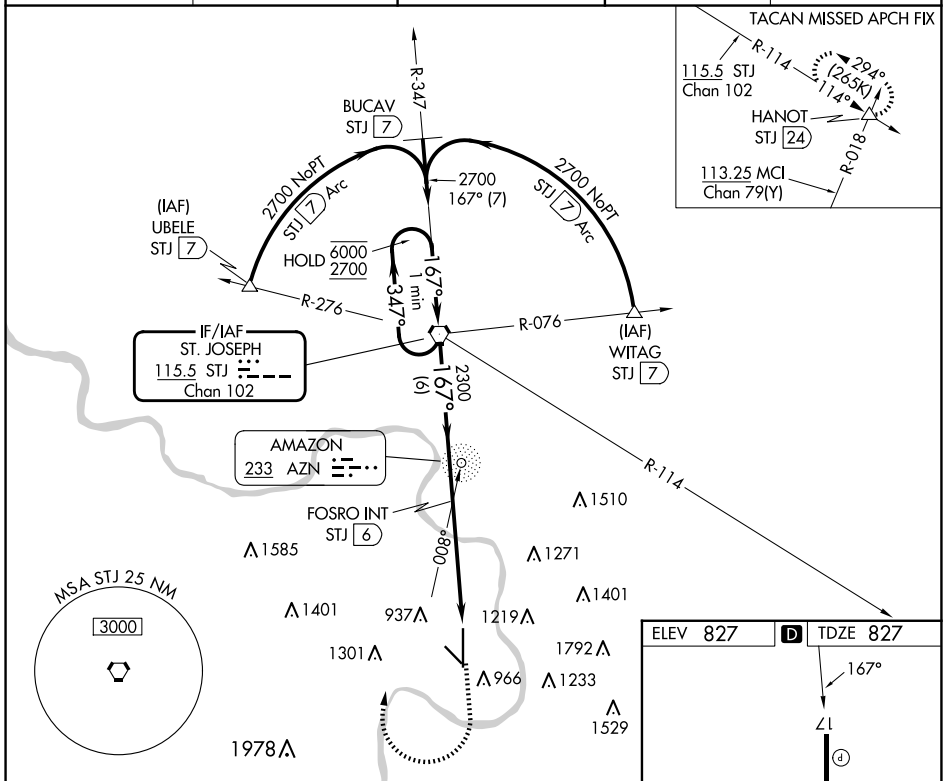 TACAN MISSED APCH FIX
R-114
115.5 STJ
Chan 102
114°
294°
(265K)
HANOT
STJ 24
R-018
113.25 MCI
Chan 79(Y)
R-347
BUCAV
STJ 7
2700 NoPT
STJ 7 Arc
2700
167° (7)
2700 NoPT
STJ 7 Arc
(IAF)
UBELE
STJ 7
HOLD 6000
2700
1 min
347°
167°
R-276
R-076
(IAF)
WITAG
STJ 7
IF/IAF
ST. JOSEPH
115.5 STJ
Chan 102
2300
167°
(6)
AMAZON
233 AZN
R-114
FOSRO INT
STJ 6
008°
1510
1585
1271
1401
937
1219
1401
1301
1792
966
1233
1529
1978
MSA STJ 25 NM
3000
ELEV 827 D TDZE 827
167°
17
P